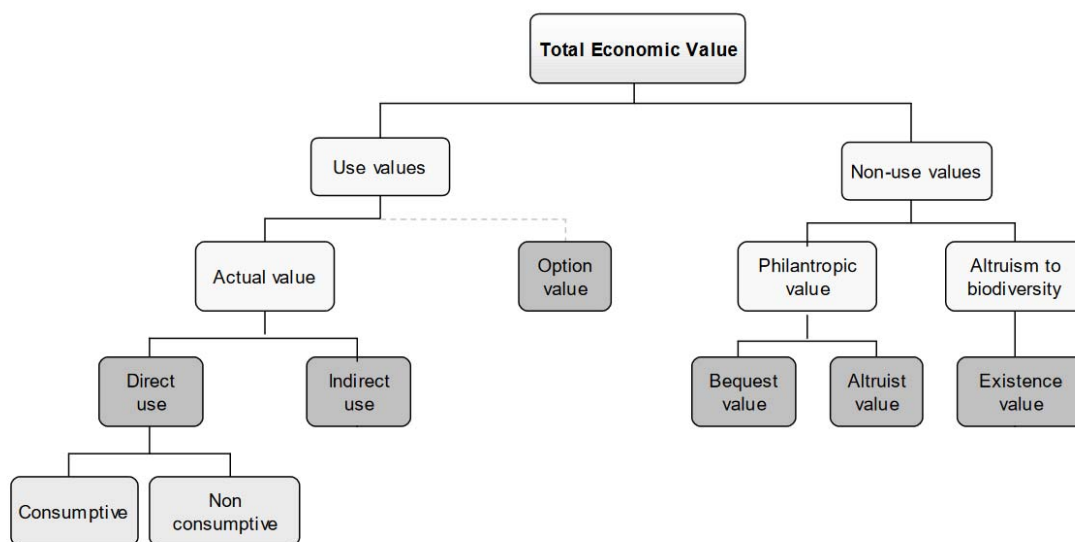 Total Economic Value
Use values
Non-use values
Actual value
Option
value
Philantropic
value
Altruism to
biodiversity
Direct
use
Indirect
use
Bequest
value
Altruist
value
Existence
value
Consumptive
Non
consumptive